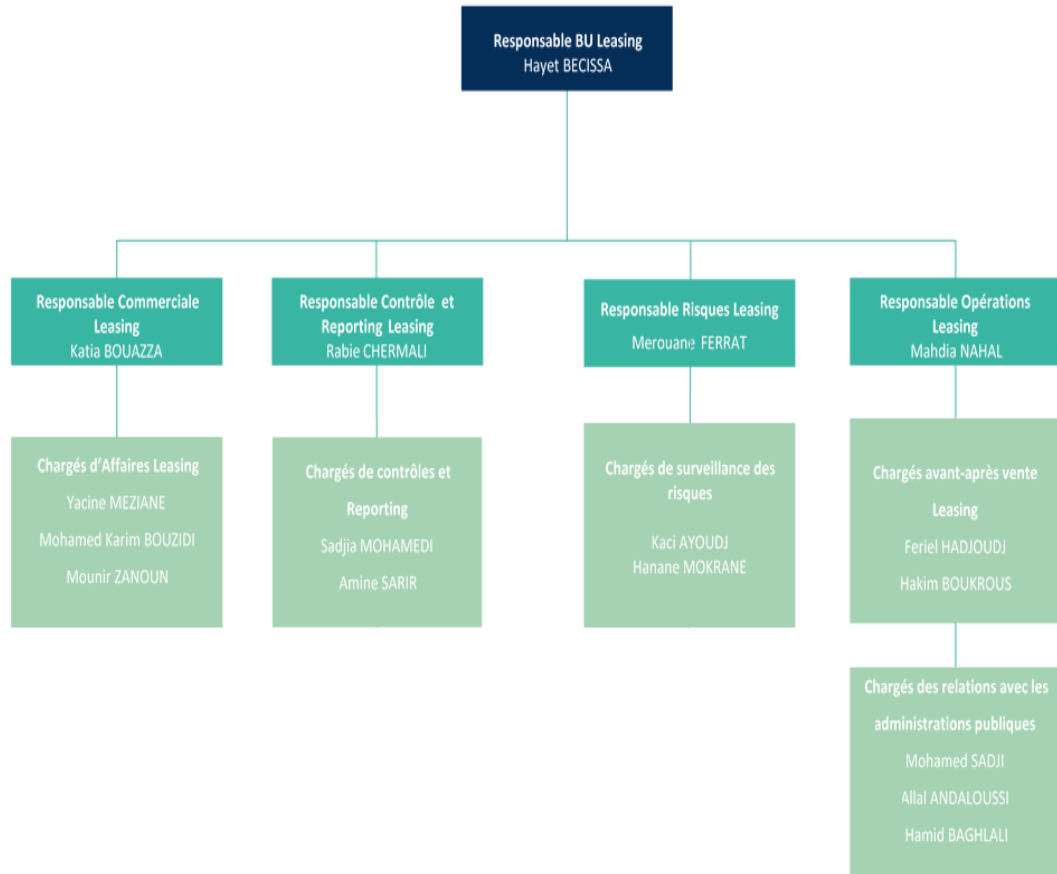 Responsable BU Leasing
Hayet BECISSA
Responsable Commerciale
Leasing
Katia BOUAZZA
Responsable Contrôle et
Reporting Leasing
Rabie CHERMALI
Responsable Risques Leasing
Merouane FERRAT
Responsable Opérations
Leasing
Mahdia NAHAL
Chargés d'Affaires Leasing
Yacine MEZIANE
Mohamed Karim BOUZIDI
Mounir ZANOUN
Chargés de contrôles et
Reporting
Sadjia MOHAMEDI
Amine SARIR
Chargés de surveillance des
risques
Kaci AYOUDJ
Hanane MOKRANE
Chargés avant-après vente
Leasing
Feriel HADJOUDJ
Hakim BOUKROUS
Chargés des relations avec les
administrations publiques
Mohamed SADJI
Allal ANDALOUSSI
Hamid BAGHLALI